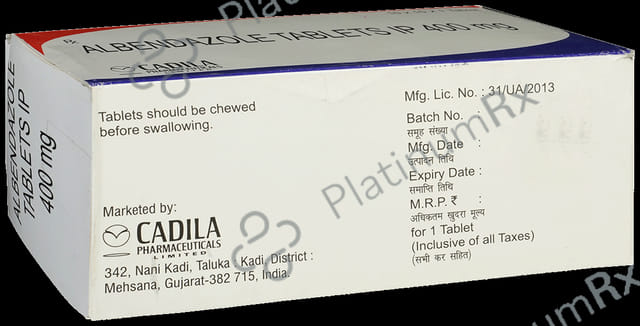 ℞ ALBENDAZOLE TABLETS IP 400 mg
CADILA
PHARMACEUTICALS
ALBENDAZOLE
TABLETS IP
400 mg
Tablets should be chewed
before swallowing.
Marketed by:
CADILA
PHARMACEUTICALS
LIMITED
342, Nani Kadi, Taluka : Kadi, District :
Mehsana, Gujarat-382 715, India.
Mfg. Lic. No. : 31/UA/2013
Batch No. :
समूह संख्या
Mfg. Date :
उत्पादन तिथि
Expiry Date :
समाप्ति तिथि
M.R.P. ₹ :
अधिकतम खुदरा मूल्य
for 1 Tablet
(Inclusive of all Taxes)
(सभी कर सहित)
PlatinumRx
PlatinumRx
PlatinumRx